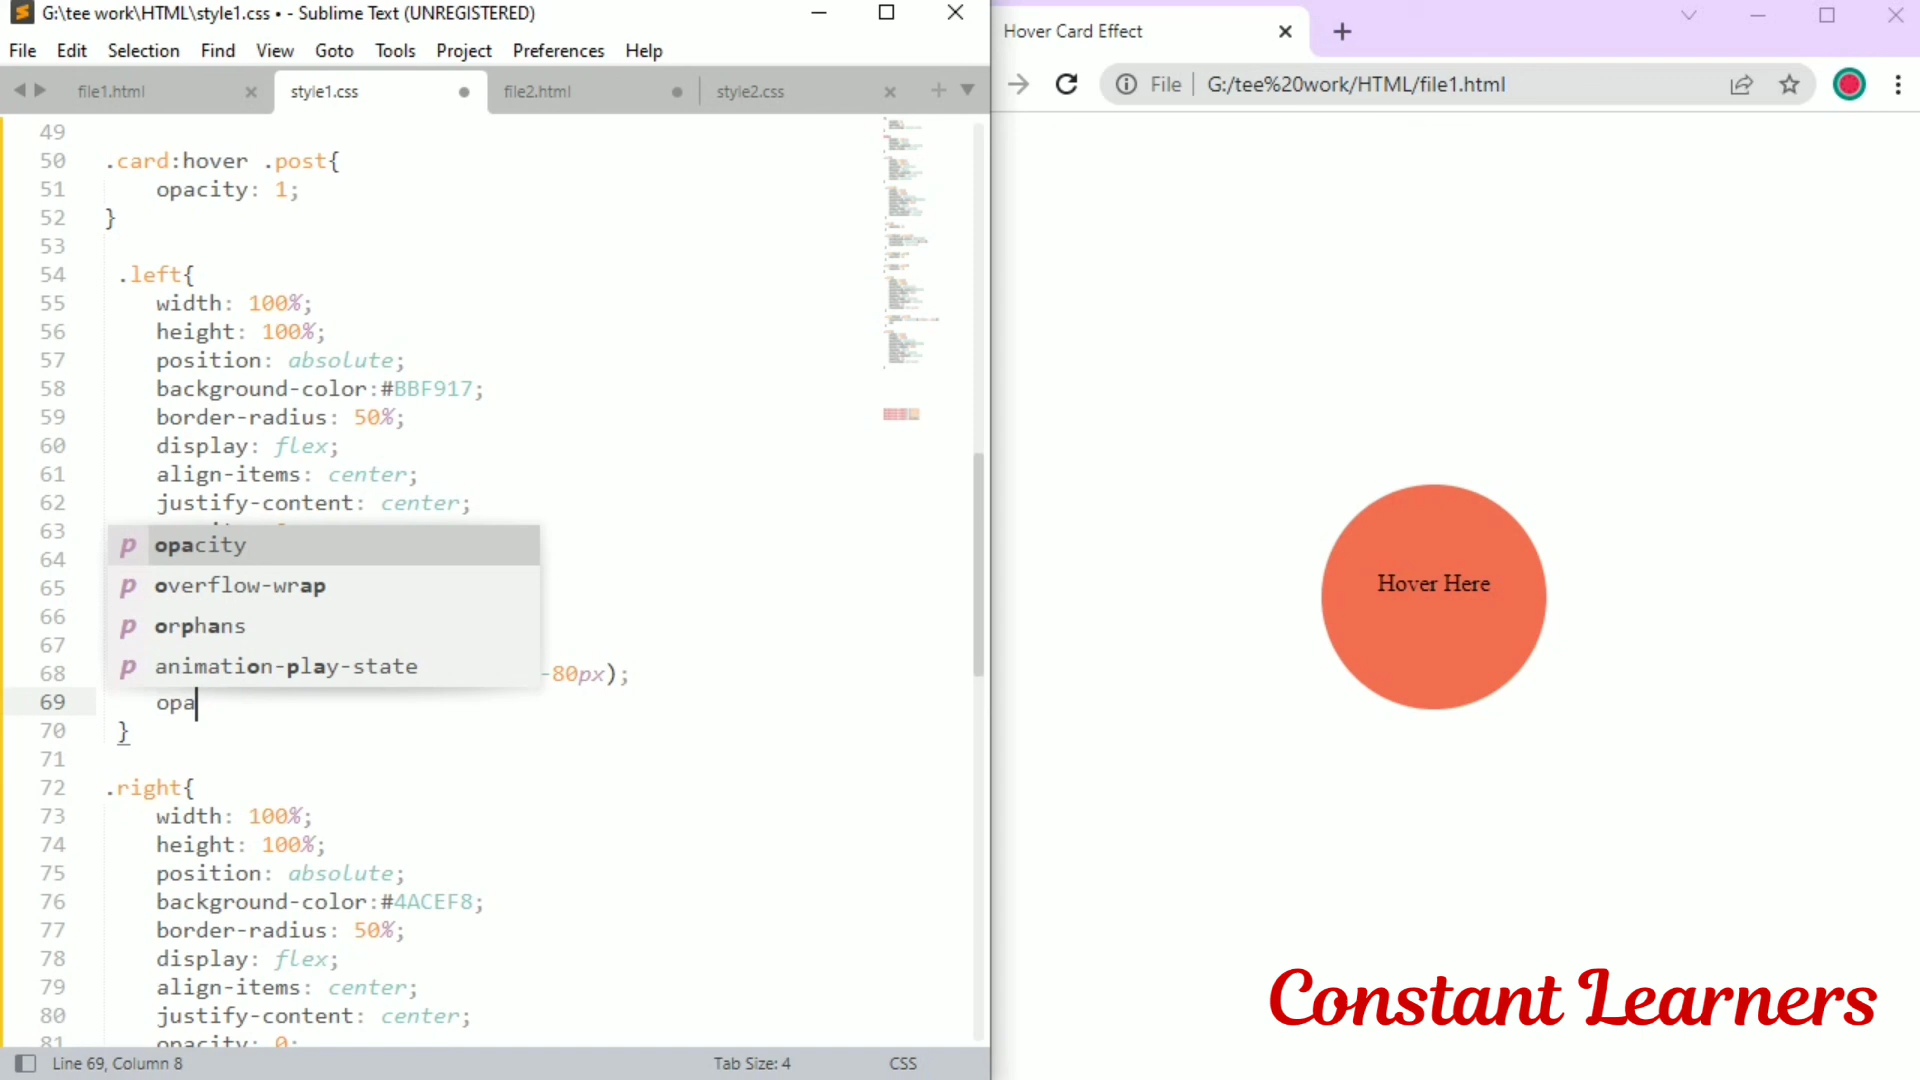 G:\tee work\HTML\style1.css • - Sublime Text (UNREGISTERED)
File Edit Selection Find View Goto Tools Project Preferences Help
file1.html style1.css file2.html style2.css
49
50 .card:hover .post{
51 opacity: 1;
52 }
53
54 .left{
55 width: 100%;
56 height: 100%;
57 position: absolute;
58 background-color:#BBF917;
59 border-radius: 50%;
60 display: flex;
61 align-items: center;
62 justify-content: center;
63
64
65
66
67
68 -80px);
69 opa
70 }
71
72 .right{
73 width: 100%;
74 height: 100%;
75 position: absolute;
76 background-color:#4ACEF8;
77 border-radius: 50%;
78 display: flex;
79 align-items: center;
80 justify-content: center;
81 opacity: 0;
p opacity
p overflow-wrap
p orphans
p animation-play-state
Line 69, Column 8
Tab Size: 4
CSS
Hover Card Effect
File G:/tee%20work/HTML/file1.html
Hover Here
Constant Learners